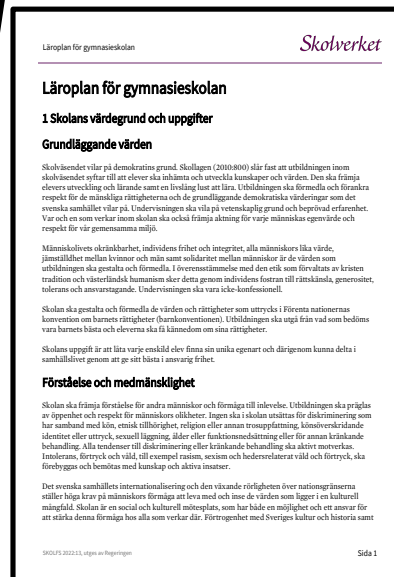 Läroplan för gymnasieskolan
Skolverket
Läroplan för gymnasieskolan
1 Skolans värdegrund och uppgifter
Grundläggande värden
Skolväsendet vilar på demokratins grund. Skollagen (2010:800) slår fast att utbildningen inom
skolväsendet syftar till att elever ska inhämta och utveckla kunskaper och värden. Den ska främja
elevers utveckling och lärande samt en livslång lust att lära. Utbildningen ska förmedla och förankra
respekt för de mänskliga rättigheterna och de grundläggande demokratiska värderingar som det
svenska samhället vilar på. Undervisningen ska vila på vetenskaplig grund och beprövad erfarenhet.
Var och en som verkar inom skolan ska också främja aktning för varje människas egenvärde och
respekt för vår gemensamma miljö.
Människolivets okränkbarhet, individens frihet och integritet, alla människors lika värde,
jämställdhet mellan kvinnor och män samt solidaritet mellan människor är de värden som
utbildningen ska gestalta och förmedla. I överensstämmelse med den etik som förvaltats av kristen
tradition och västerländsk humanism sker detta genom individens fostran till rättskänsla, generositet,
tolerans och ansvarstagande. Undervisningen ska vara icke-konfessionell.
Skolan ska gestalta och förmedla de värden och rättigheter som uttrycks i Förenta nationernas
konvention om barnets rättigheter (barnkonventionen). Utbildningen ska utgå från vad som bedöms
vara barnets bästa och eleverna ska få kännedom om sina rättigheter.
Skolans uppgift är att låta varje enskild elev finna sin unika egenart och därigenom kunna delta i
samhällslivet genom att ge sitt bästa i ansvarig frihet.
Förståelse och medmänsklighet
Skolan ska främja förståelse för andra människor och förmåga till inlevelse. Utbildningen ska präglas
av öppenhet och respekt för människors olikheter. Ingen ska i skolan utsättas för diskriminering som
har samband med kön, etnisk tillhörighet, religion eller annan trosuppfattning, könsöverskridande
identitet eller uttryck, sexuell läggning, ålder eller funktionsnedsättning eller för annan kränkande
behandling. Alla tendenser till diskriminering eller kränkande behandling ska aktivt motverkas.
Intolerans, förtryck och våld, till exempel rasism, sexism och hedersrelaterat våld och förtryck, ska
förebyggas och bemötas med kunskap och aktiva insatser.
Det svenska samhällets internationalisering och den växande rörligheten över nationsgränserna
ställer höga krav på människors förmåga att leva med och inse de värden som ligger i en kulturell
mångfald. Skolan är en social och kulturell mötesplats, som har både en möjlighet och ett ansvar för
att stärka denna förmåga hos alla som verkar där. Förtrogenhet med Sveriges kultur och historia samt
SKOLFS 2022:13, utges av Regeringen
Sida 1